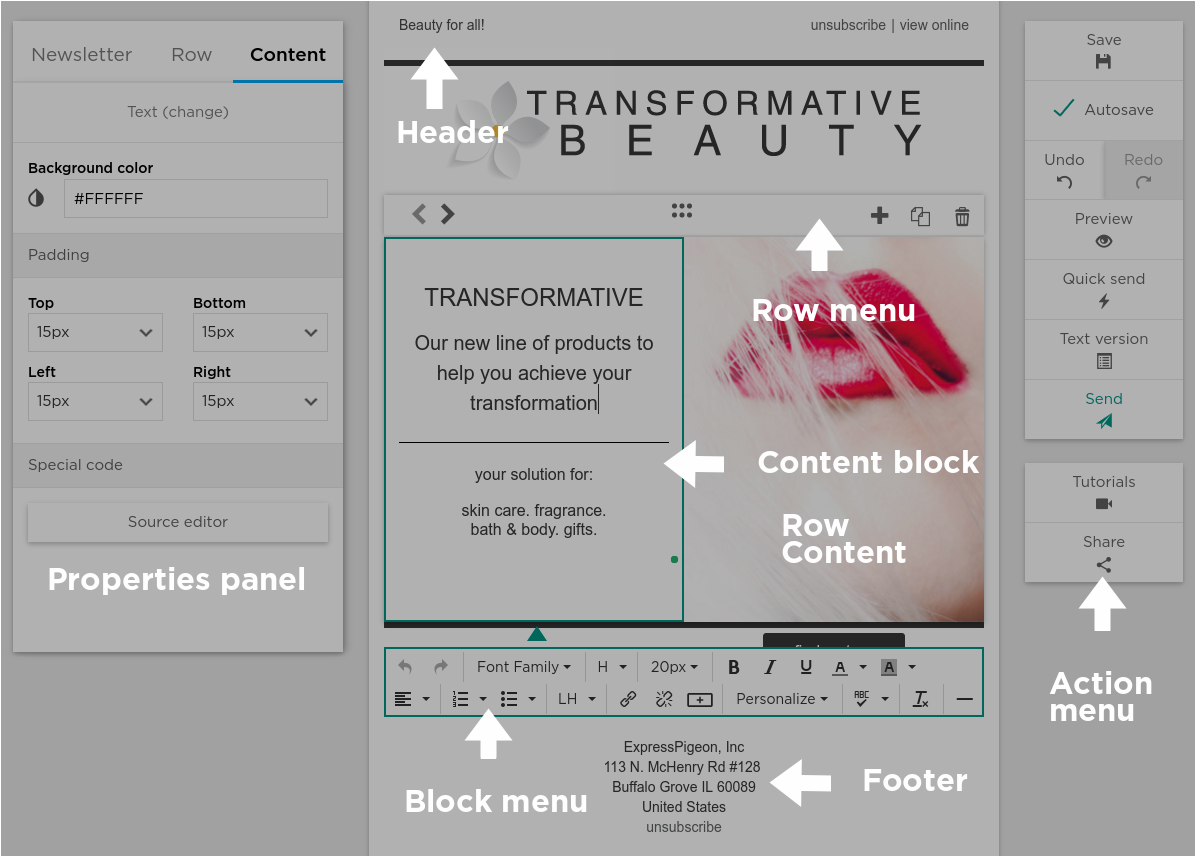 Newsletter Row Content
Text (change)
Background color
#FFFFFF
Padding
Top Bottom
15px 15px
Left Right
15px 15px
Special code
Source editor
Properties panel
Beauty for all! unsubscribe | view online
Header
TRANSFORMATIVE
BEAUTY
Row menu
TRANSFORMATIVE
Our new line of products to
help you achieve your
transformation
your solution for:
skin care. fragrance.
bath & body. gifts.
Content block
Row
Content
Font Family H 20px B I U A A
LH Personalize ABC
Block menu
ExpressPigeon, Inc
113 N. McHenry Rd #128
Buffalo Grove IL 60089
United States
unsubscribe
Footer
Save
Autosave
Undo Redo
Preview
Quick send
Text version
Send
Tutorials
Share
Action
menu